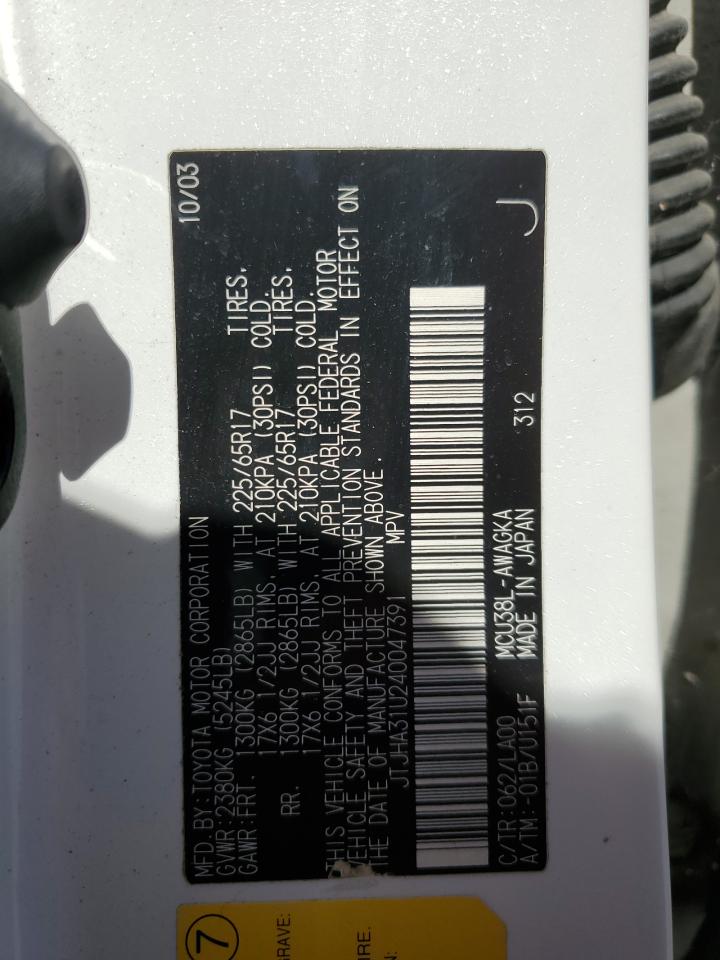 MFD.BY:TOYOTA MOTOR CORPORATION 10/03
GVWR:2380KG (5245LB)
GAWR:FRT. 1300KG (2865LB) WITH 225/65R17 TIRES,
17X6 1/2JJ RIMS, AT 210KPA (30PSI) COLD.
RR. 1300KG (2865LB) WITH 225/65R17 TIRES,
17X6 1/2JJ RIMS, AT 210KPA (30PSI) COLD.
THIS VEHICLE CONFORMS TO ALL APPLICABLE FEDERAL MOTOR
VEHICLE SAFETY AND THEFT PREVENTION STANDARDS IN EFFECT ON
THE DATE OF MANUFACTURE SHOWN ABOVE.
JTJHA31U240047391 MPV
C/TR:062/LA00 MCU38L-AWAGKA
A/TM:-01B/U151F MADE IN JAPAN 312 J
7
GRAVE:
IRE.
N: